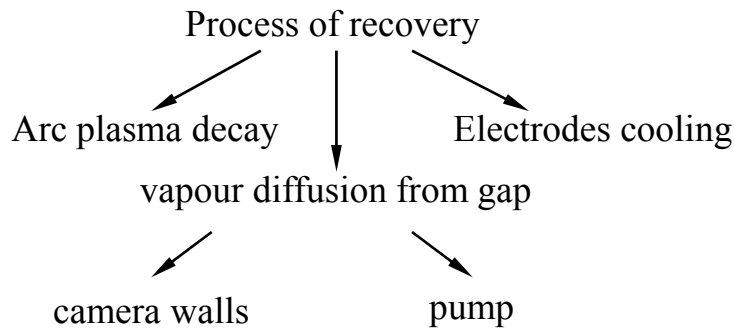 Process of recovery
Arc plasma decay
Electrodes cooling
vapour diffusion from gap
camera walls
pump